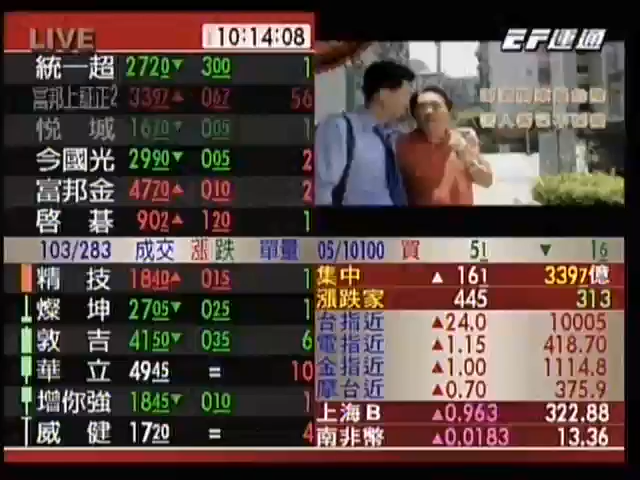 LIVE 10:14:08
統一超 2720▼ 300 1
富邦上証正2 3397▲ 067 56
悦城 1670▼ 005
今國光 2990▼ 005 2
富邦金 4770▲ 010 2
啓碁 902▲ 120 1
103/283 成交 漲跌 單量
精技 1840▲ 015 1
燦坤 2705▼ 025 1
敦吉 4150▼ 035 6
華立 4945 = 10
增你強 1845▼ 010 1
威健 1720 = 4
EF運通
05/10100 買 51 ▼ 16
集中 ▲ 161 3397億
漲跌家 445 313
台指近 ▲24.0 10005
電指近 ▲1.15 418.70
金指近 ▲1.00 1114.8
摩台近 ▲0.70 375.9
上海B ▲0.963 322.88
南非幣 ▲0.0183 13.36